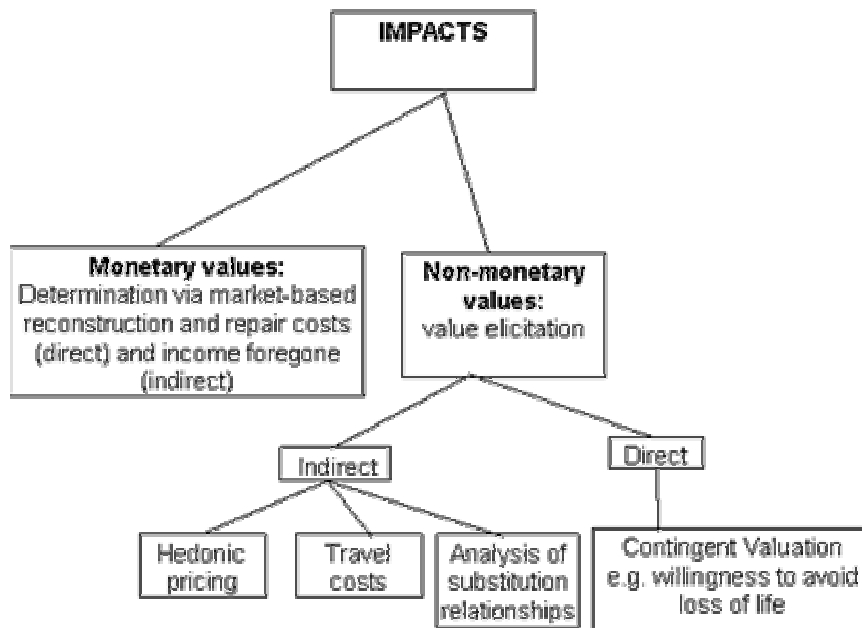 IMPACTS
Monetary values:
Determination via market-based
reconstruction and repair costs
(direct) and income foregone
(indirect)
Non-monetary
values:
value elicitation
Indirect
Direct
Hedonic
pricing
Travel
costs
Analysis of
substitution
relationships
Contingent Valuation
e.g. willingness to avoid
loss of life